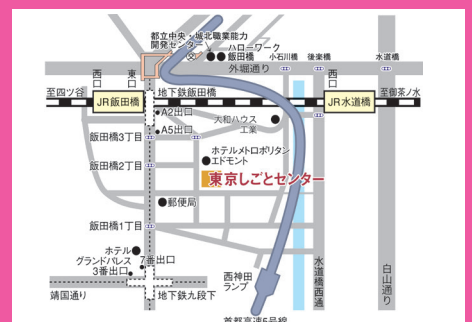 都立中央・城北職業能力
開発センター
ハローワーク
飯田橋
小石川橋
後楽橋
水道橋
外堀通り
西口
東口
西口
至四ツ谷
JR飯田橋
地下鉄飯田橋
JR水道橋
至御茶ノ水
A2出口
大和ハウス
工業
A5出口
飯田橋3丁目
ホテルメトロポリタン
エドモント
飯田橋2丁目
東京しごとセンター
郵便局
飯田橋1丁目
ホテル
グランドパレス
7番出口
3番出口
西神田
ランプ
水道橋西通
白山通り
靖国通り
地下鉄九段下
首都高速5号線